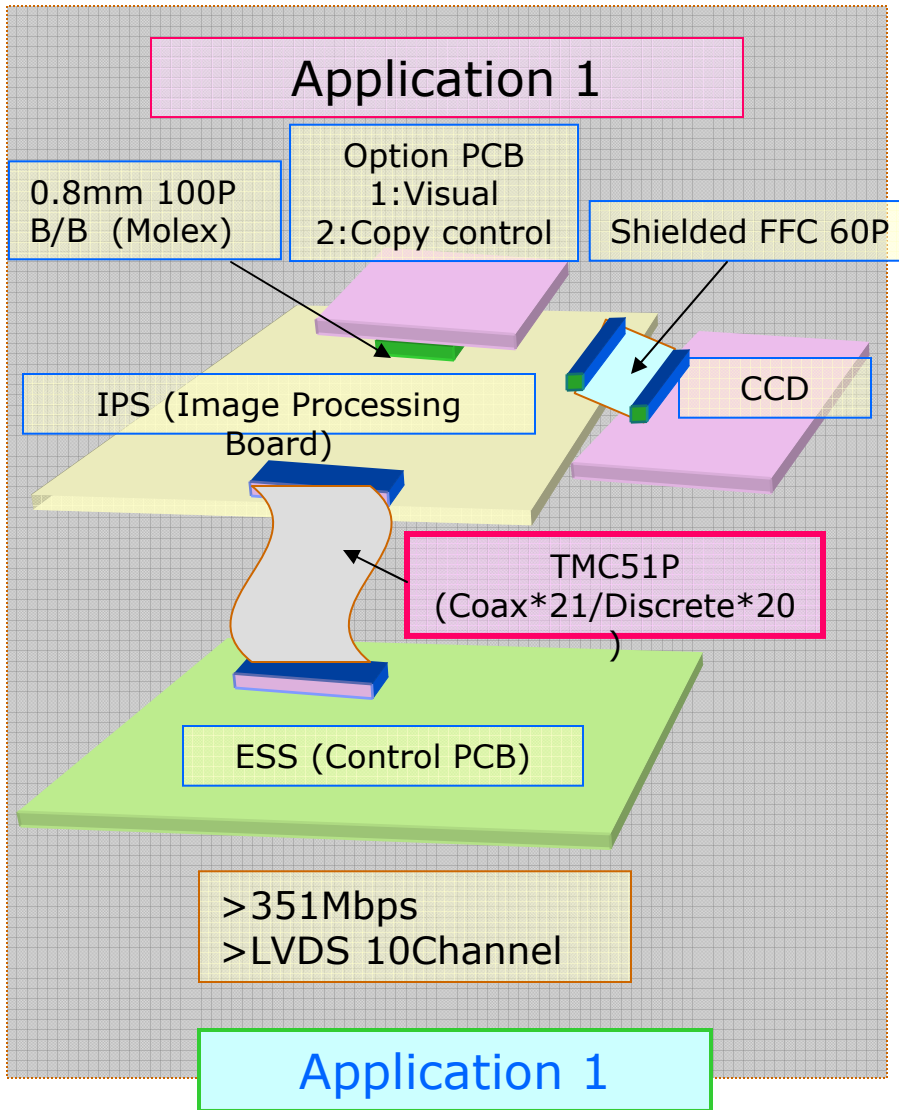 Application 1
Option PCB
1:Visual
2:Copy control
0.8mm 100P
B/B (Molex)
Shielded FFC 60P
IPS (Image Processing
Board)
CCD
TMC51P
(Coax*21/Discrete*20
)
ESS (Control PCB)
>351Mbps
>LVDS 10Channel
Application 1